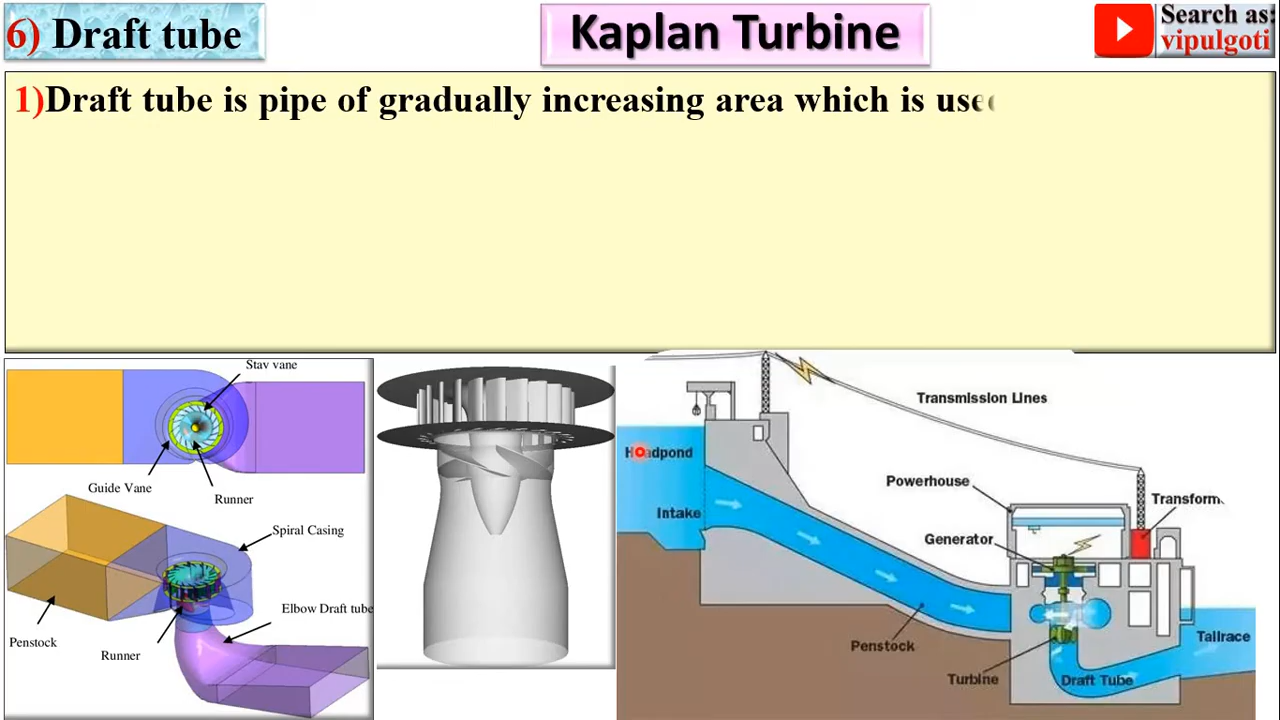 6) Draft tube
Kaplan Turbine
Search as:
vipulgoti
1)Draft tube is pipe of gradually increasing area which is use
Stav vane
Guide Vane
Runner
Spiral Casing
Elbow Draft tube
Penstock
Runner
Transmission Lines
Headpond
Powerhouse
Transform
Intake
Generator
Penstock
Tailrace
Turbine
Draft Tube